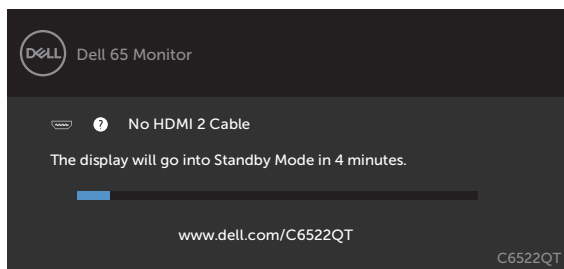 DELL Dell 65 Monitor
? No HDMI 2 Cable
The display will go into Standby Mode in 4 minutes.
www.dell.com/C6522QT
C6522QT